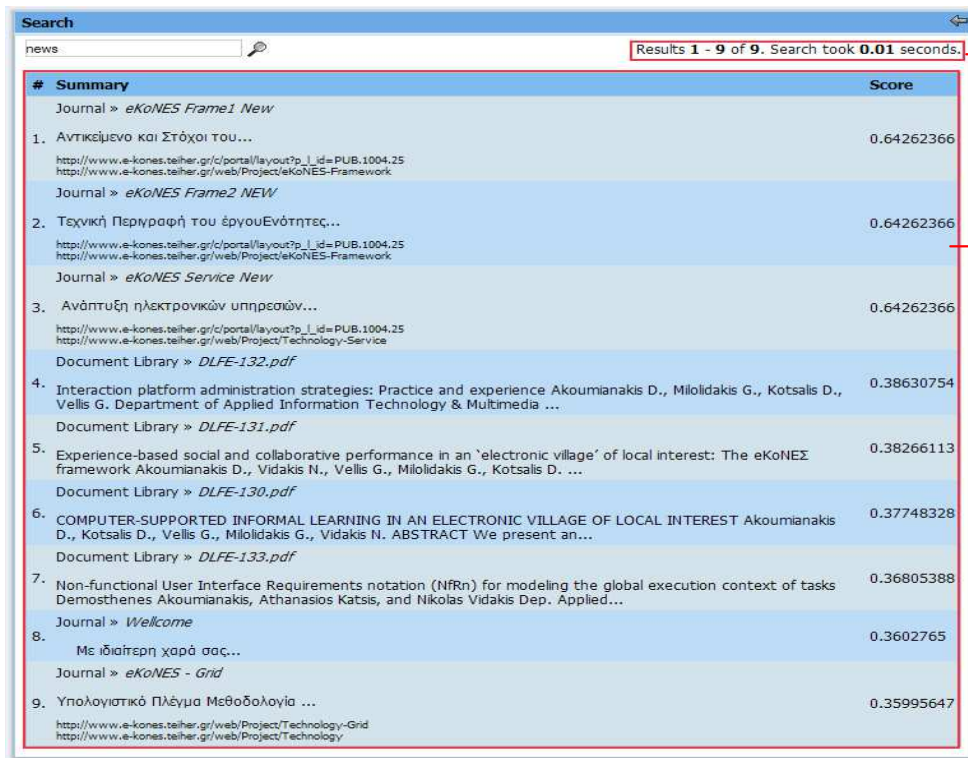 Search
news
Results 1 - 9 of 9. Search took 0.01 seconds.
# Summary Score
Journal » eKoNES Frame1 New
1. Αντικείμενο και Στόχοι του... 0.64262366
http://www.e-kones.teiher.gr/c/portal/layout?p_l_id=PUB.1004.25
http://www.e-kones.teiher.gr/web/Project/eKoNES-Framework
Journal » eKoNES Frame2 NEW
2. Τεχνική Περιγραφή του έργουΕνότητες... 0.64262366
http://www.e-kones.teiher.gr/c/portal/layout?p_l_id=PUB.1004.25
http://www.e-kones.teiher.gr/web/Project/eKoNES-Framework
Journal » eKoNES Service New
3. Ανάπτυξη ηλεκτρονικών υπηρεσιών... 0.64262366
http://www.e-kones.teiher.gr/c/portal/layout?p_l_id=PUB.1004.25
http://www.e-kones.teiher.gr/web/Project/Technology-Service
Document Library » DLFE-132.pdf
4. Interaction platform administration strategies: Practice and experience Akoumianakis D., Milolidakis G., Kotsalis D., 0.38630754
Vellis G. Department of Applied Information Technology & Multimedia ...
Document Library » DLFE-131.pdf
5. Experience-based social and collaborative performance in an 'electronic village' of local interest: The eKoNEΣ 0.38266113
framework Akoumianakis D., Vidakis N., Vellis G., Milolidakis G., Kotsalis D. ...
Document Library » DLFE-130.pdf
6. COMPUTER-SUPPORTED INFORMAL LEARNING IN AN ELECTRONIC VILLAGE OF LOCAL INTEREST Akoumianakis 0.37748328
D., Kotsalis D., Vellis G., Milolidakis G., Vidakis N. ABSTRACT We present an...
Document Library » DLFE-133.pdf
7. Non-functional User Interface Requirements notation (NfRn) for modeling the global execution context of tasks 0.36805388
Demosthenes Akoumianakis, Athanasios Katsis, and Nikolas Vidakis Dep. Applied...
Journal » Wellcome
8. Με ιδιαίτερη χαρά σας... 0.3602765
Journal » eKoNES - Grid
9. Υπολογιστικό Πλέγμα Μεθοδολογία ... 0.35995647
http://www.e-kones.teiher.gr/web/Project/Technology-Grid
http://www.e-kones.teiher.gr/web/Project/Technology